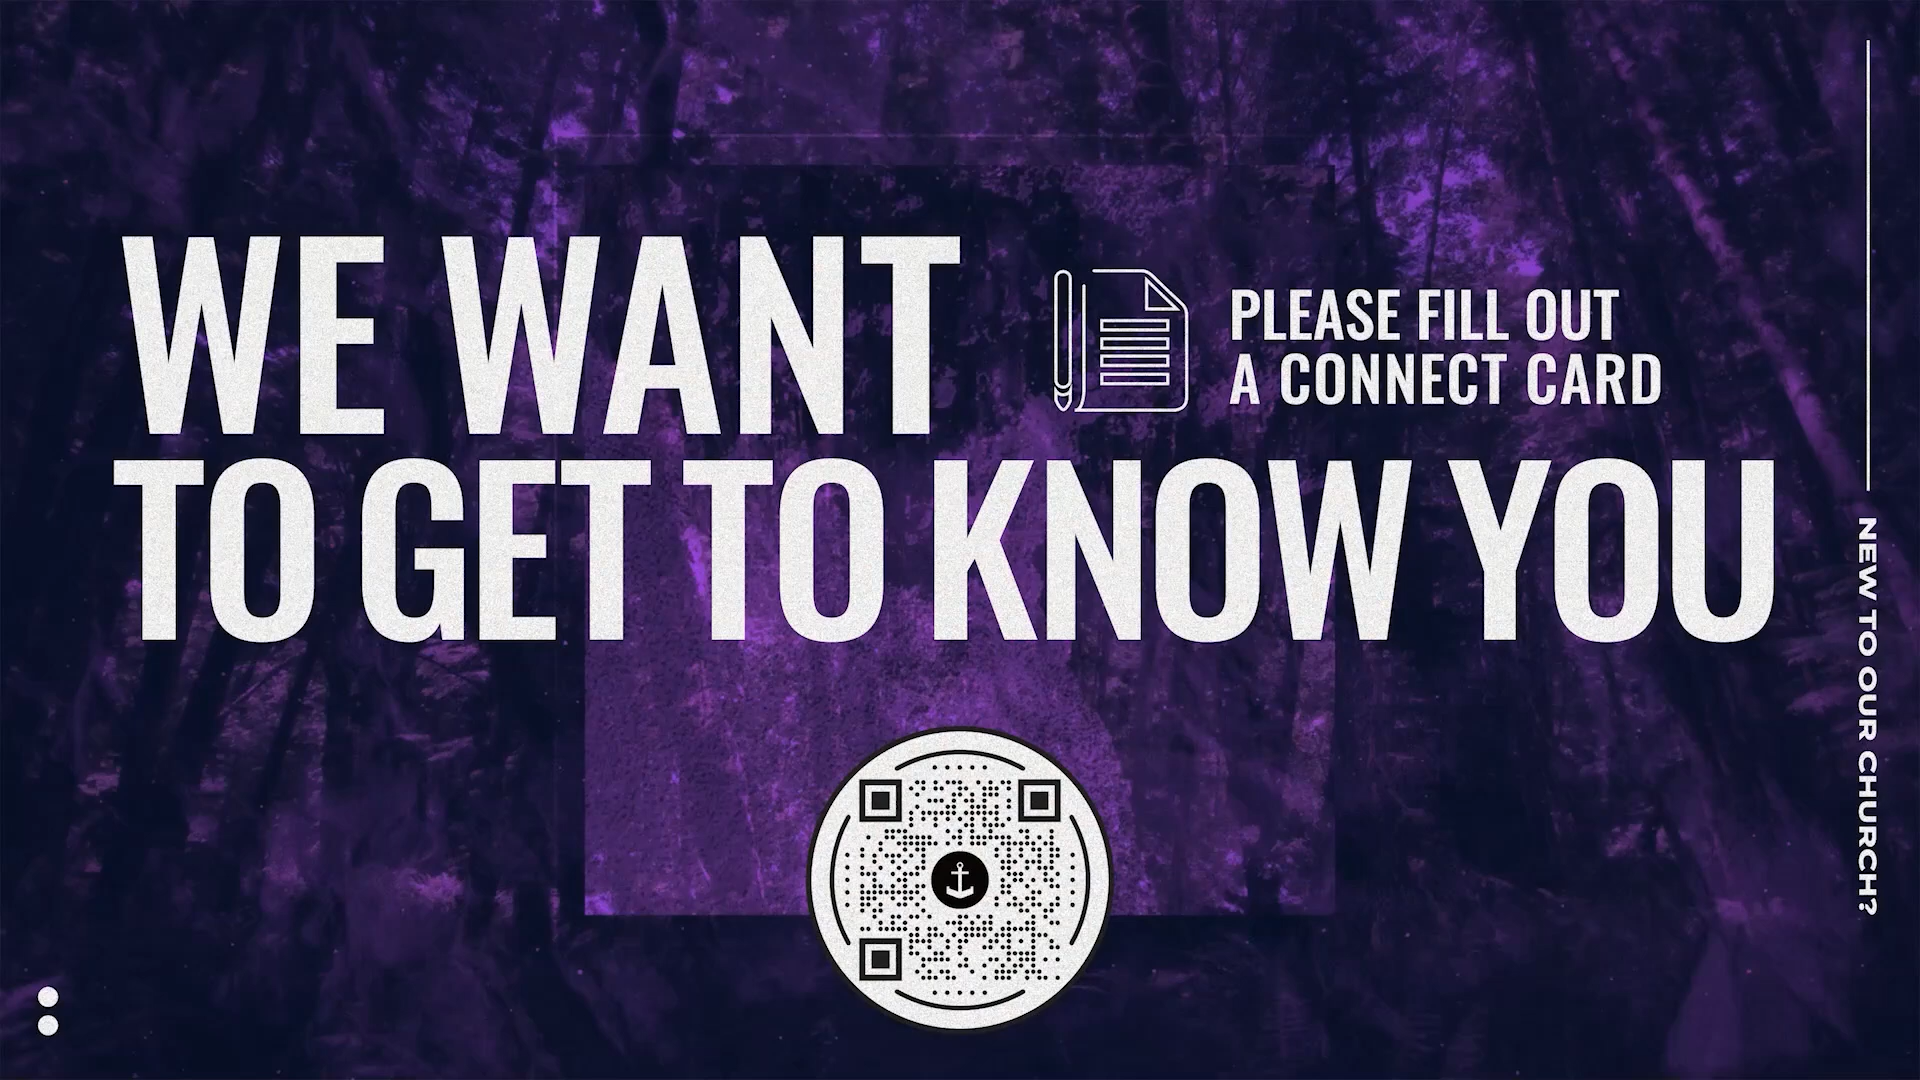 WE WANT
TO GET TO KNOW YOU
PLEASE FILL OUT
A CONNECT CARD
NEW TO OUR CHURCH?